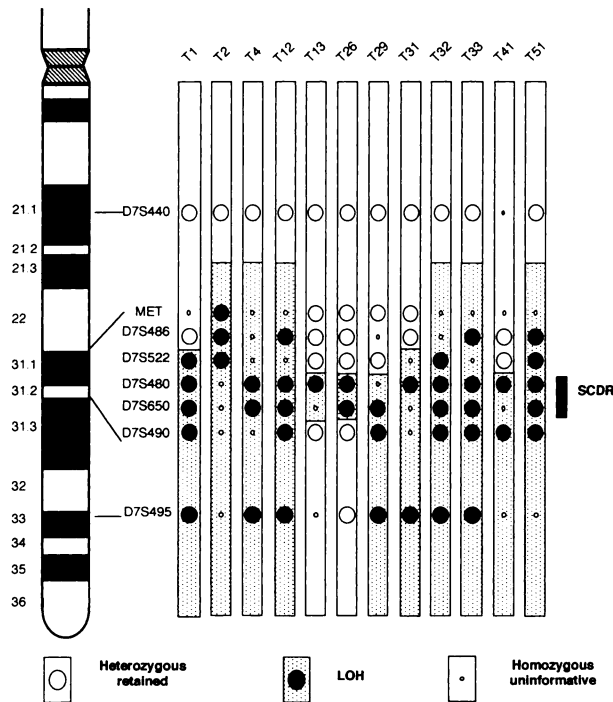 T1 T2 T4 T12 T13 T26 T29 T31 T32 T33 T41 T51
21.1 D7S440
21 2
21.3
MET
22
D7S486
D7S522
31.1
D7S480
31.2
SCDR
D7S650
31.3
D7S490
32
D7S495
33
34
35
36
Heterozygous retained
LOH
Homozygous uninformative